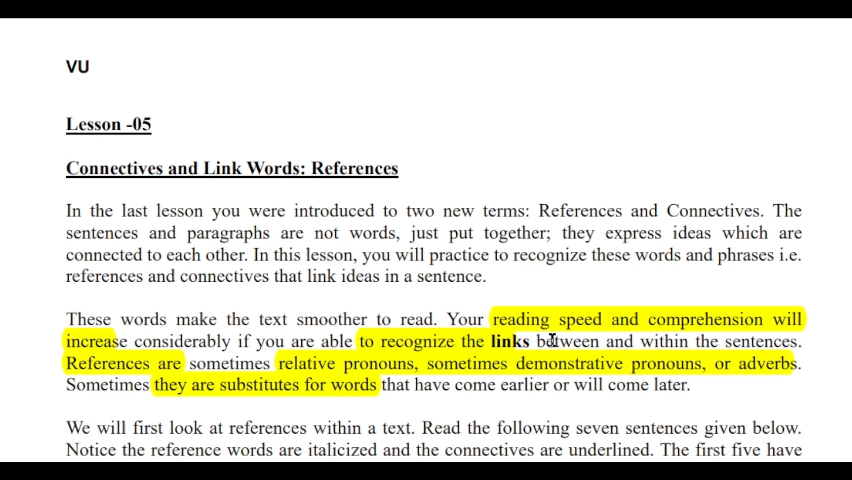 VU
Lesson -05
Connectives and Link Words: References
In the last lesson you were introduced to two new terms: References and Connectives. The
sentences and paragraphs are not words, just put together; they express ideas which are
connected to each other. In this lesson, you will practice to recognize these words and phrases i.e.
references and connectives that link ideas in a sentence.
These words make the text smoother to read. Your reading speed and comprehension will
increase considerably if you are able to recognize the links between and within the sentences.
References are sometimes relative pronouns, sometimes demonstrative pronouns, or adverbs.
Sometimes they are substitutes for words that have come earlier or will come later.
We will first look at references within a text. Read the following seven sentences given below.
Notice the reference words are italicized and the connectives are underlined. The first five have